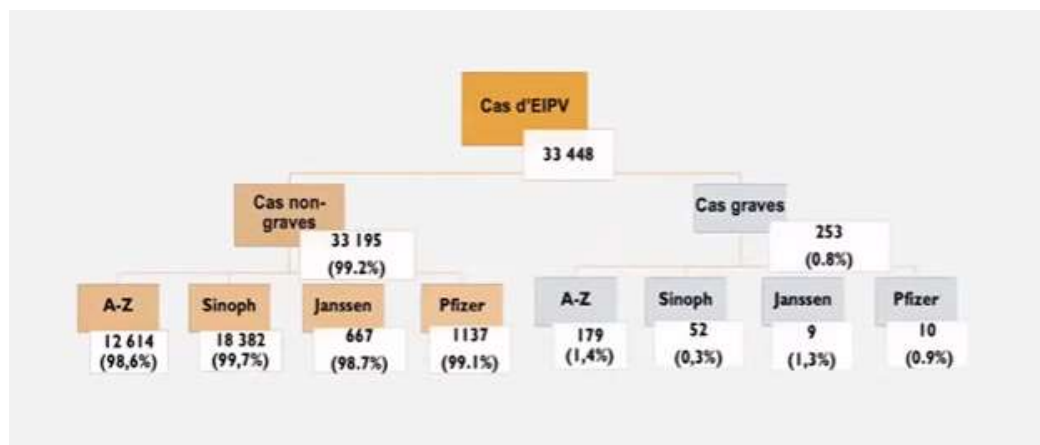 Cas d'EIPV
33 448
Cas non-
graves
33 195
(99.2%)
Cas graves
253
(0.8%)
A-Z
12 614
(98,6%)
Sinoph
18 382
(99,7%)
Janssen
667
(98.7%)
Pfizer
1137
(99.1%)
A-Z
179
(1,4%)
Sinoph
52
(0,3%)
Janssen
9
(1,3%)
Pfizer
10
(0.9%)